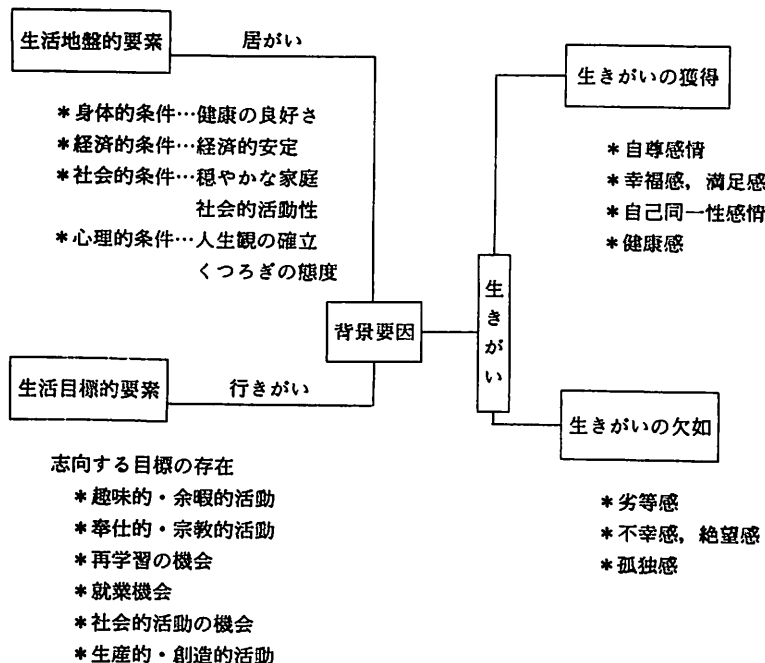 生活地盤的要素
居がい
＊身体的条件…健康の良好さ
＊経済的条件…経済的安定
＊社会的条件…穏やかな家庭
社会的活動性
＊心理的条件…人生観の確立
くつろぎの態度
背景要因
生活目標的要素
行きがい
志向する目標の存在
＊趣味的・余暇的活動
＊奉仕的・宗教的活動
＊再学習の機会
＊就業機会
＊社会的活動の機会
＊生産的・創造的活動
生きがい
生きがいの獲得
＊自尊感情
＊幸福感，満足感
＊自己同一性感情
＊健康感
生きがいの欠如
＊劣等感
＊不幸感，絶望感
＊孤独感